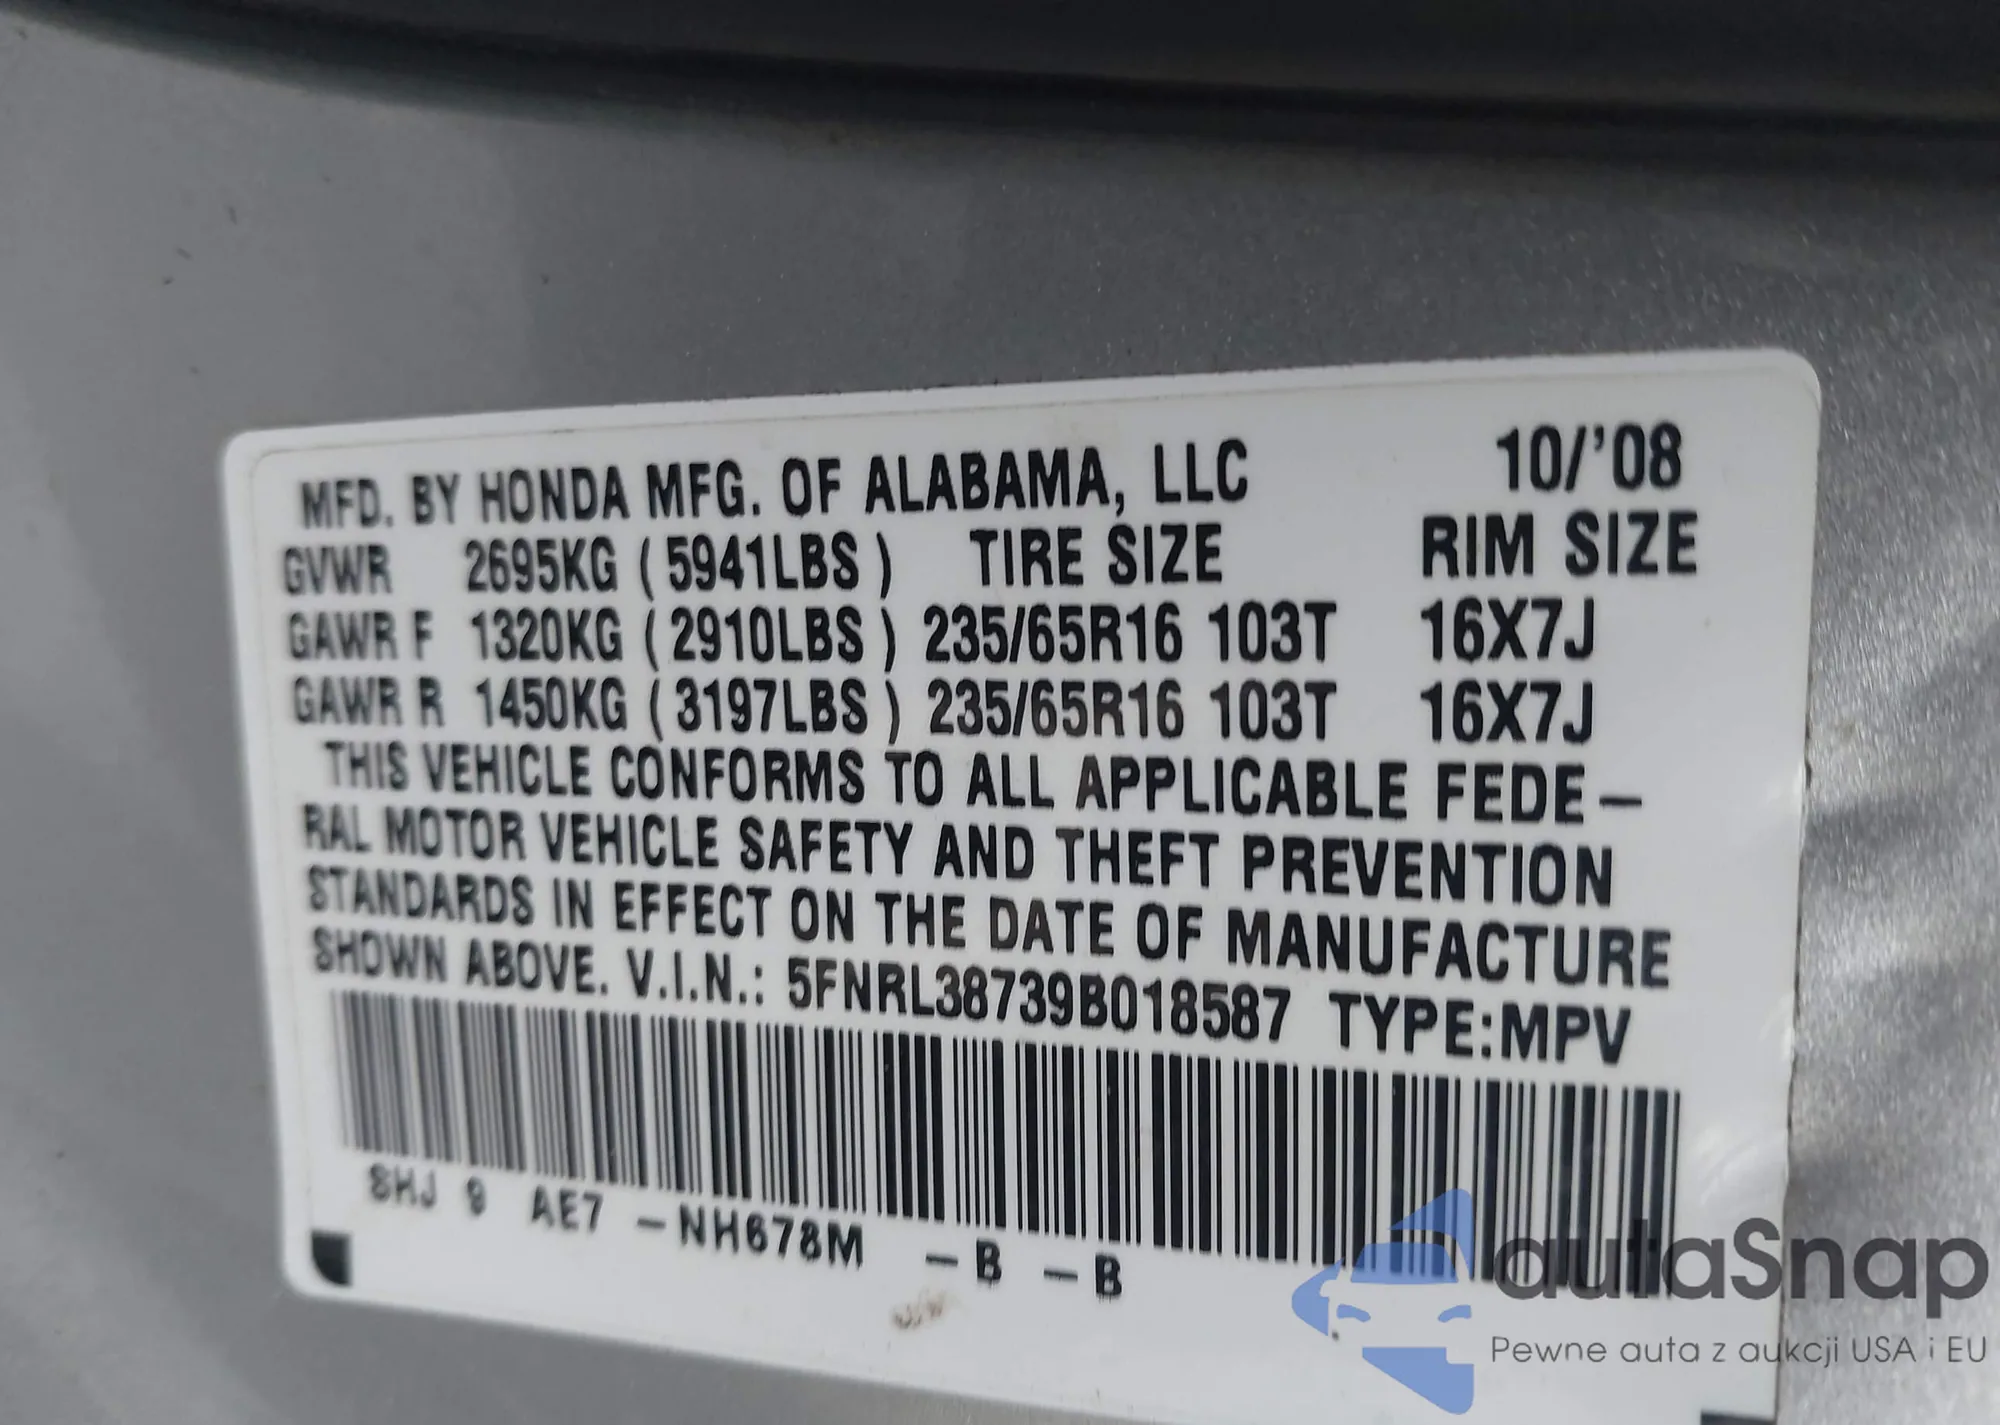 MFD. BY HONDA MFG. OF ALABAMA, LLC 10/'08
GVWR 2695KG ( 5941LBS ) TIRE SIZE RIM SIZE
GAWR F 1320KG ( 2910LBS ) 235/65R16 103T 16X7J
GAWR R 1450KG ( 3197LBS ) 235/65R16 103T 16X7J
THIS VEHICLE CONFORMS TO ALL APPLICABLE FEDE–
RAL MOTOR VEHICLE SAFETY AND THEFT PREVENTION
STANDARDS IN EFFECT ON THE DATE OF MANUFACTURE
SHOWN ABOVE. V.I.N.: 5FNRL38739B018587 TYPE:MPV
SHJ 9 AE7 –NH678M –B –B
autaSnap
Pewne auta z aukcji USA i EU